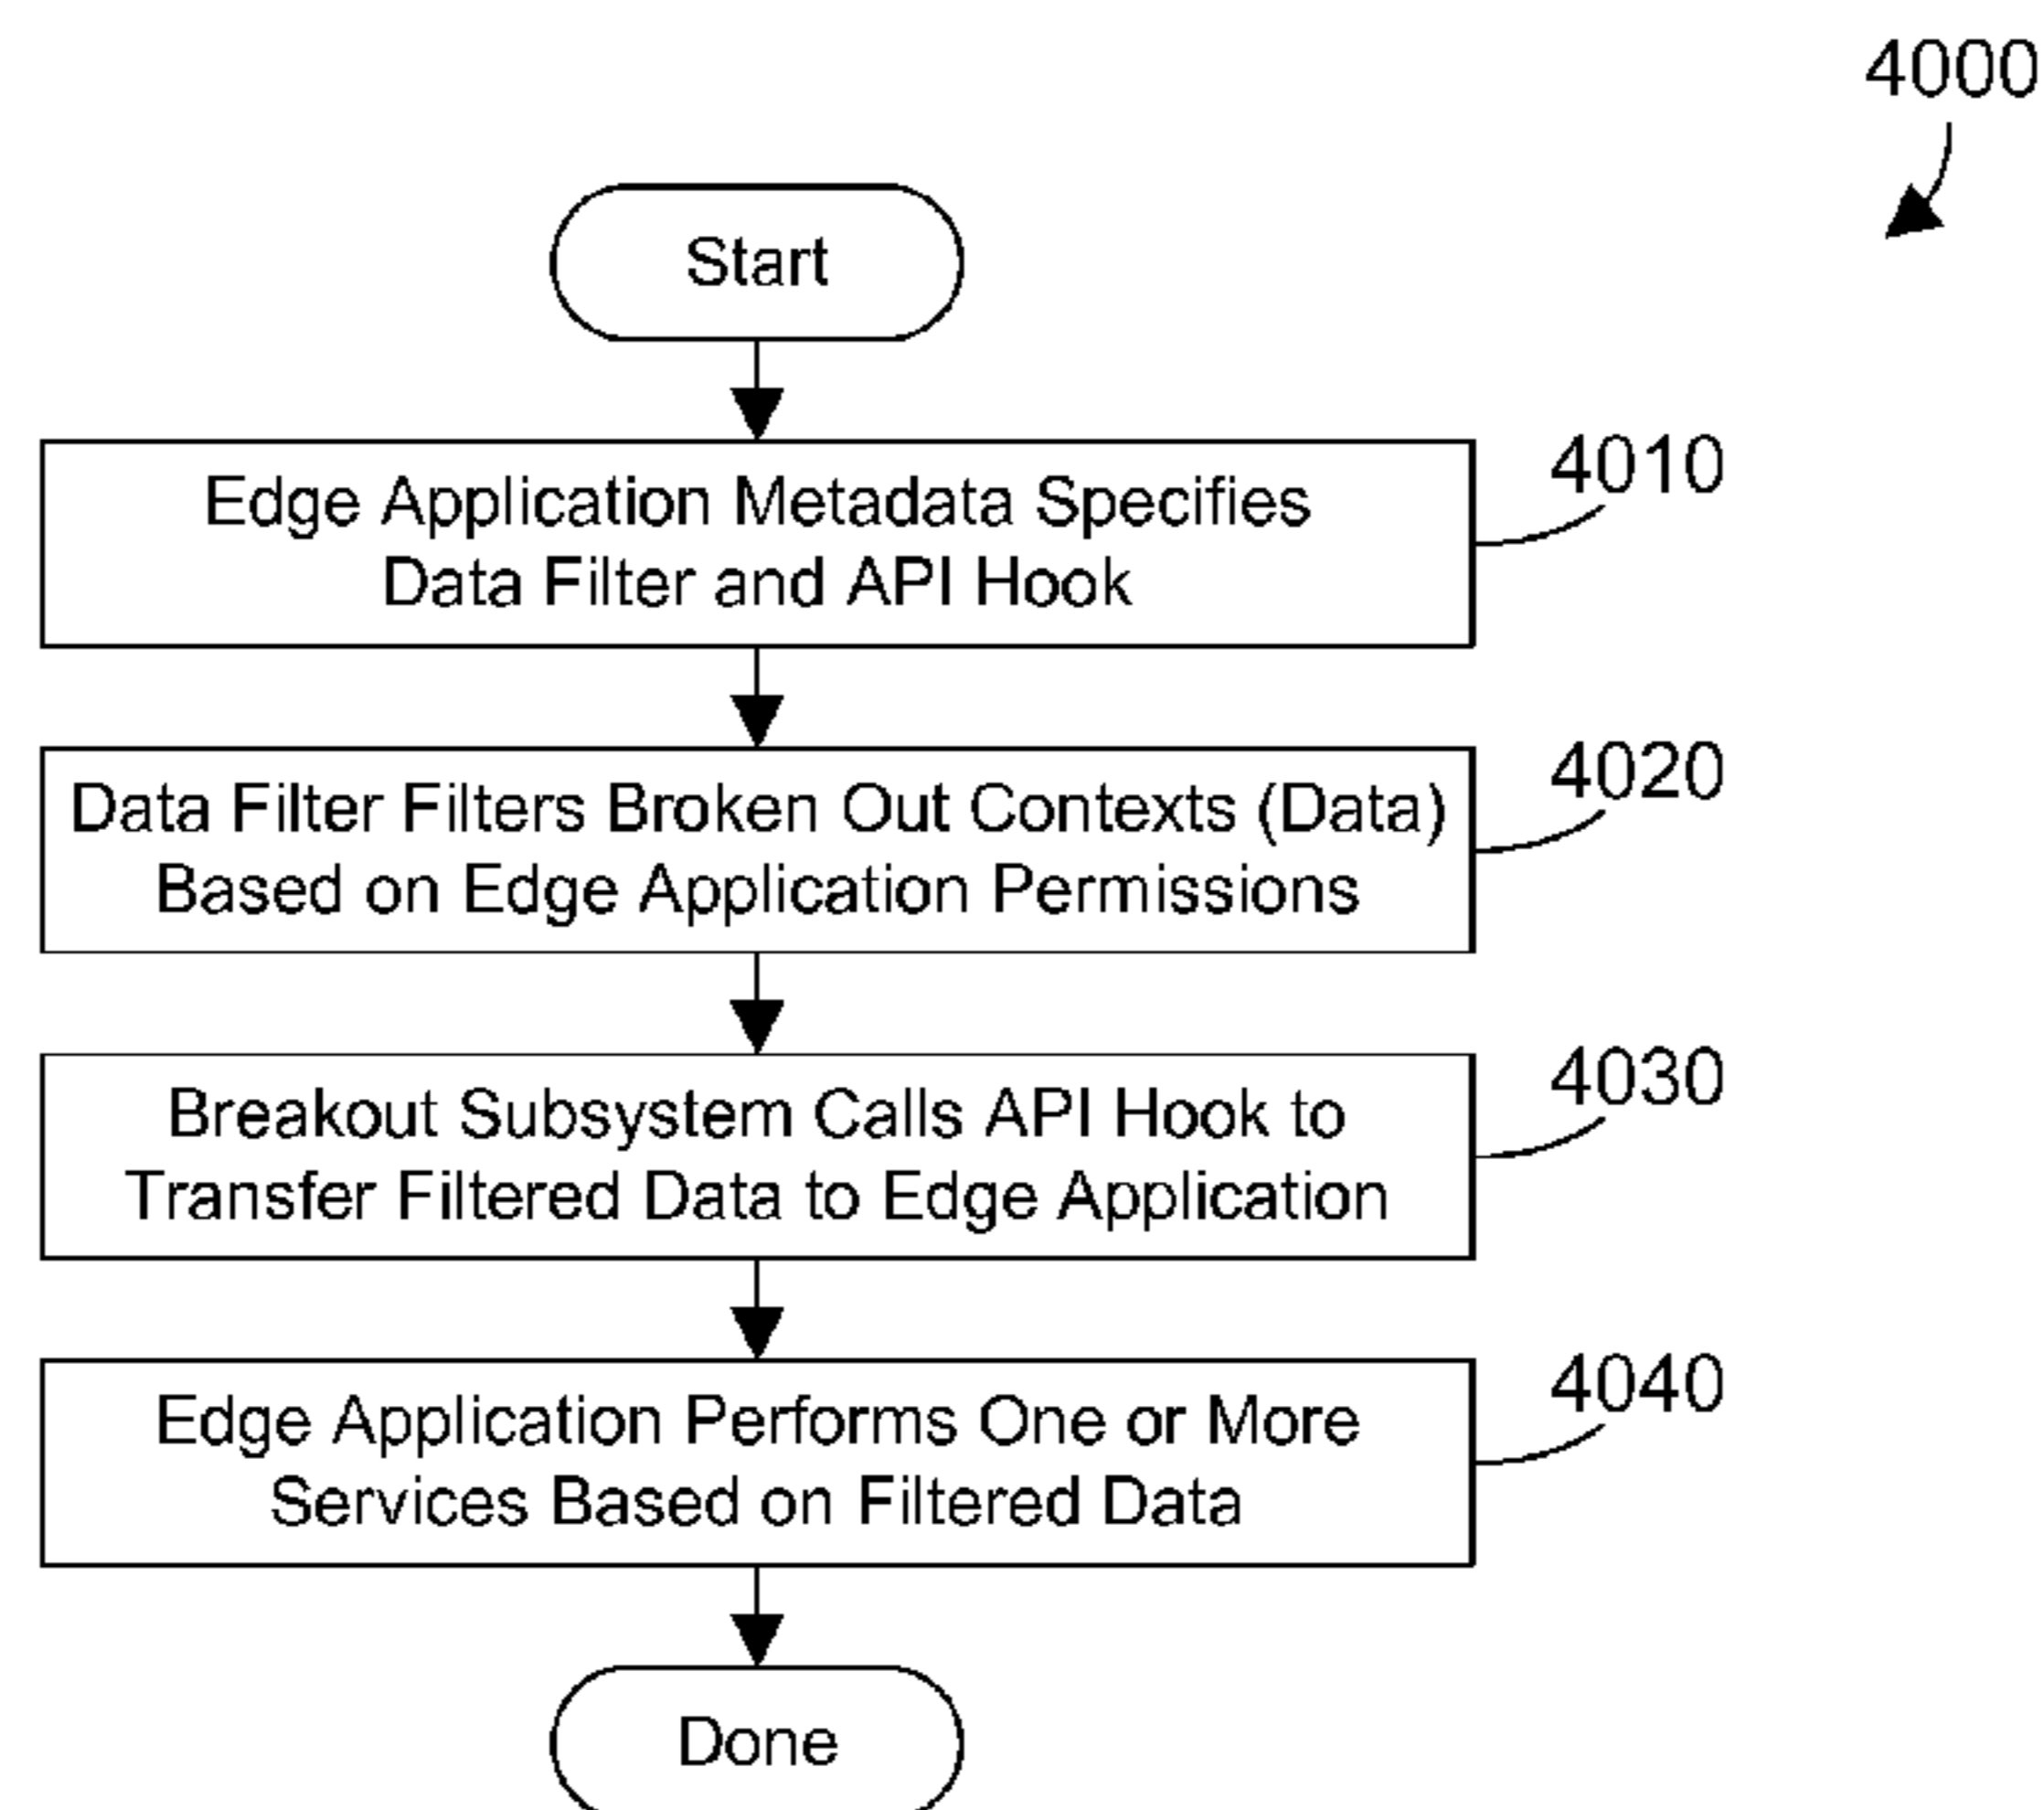 4000
Start
Edge Application Metadata Specifies
Data Filter and API Hook
4010
Data Filter Filters Broken Out Contexts (Data)
Based on Edge Application Permissions
4020
Breakout Subsystem Calls API Hook to
Transfer Filtered Data to Edge Application
4030
Edge Application Performs One or More
Services Based on Filtered Data
4040
Done